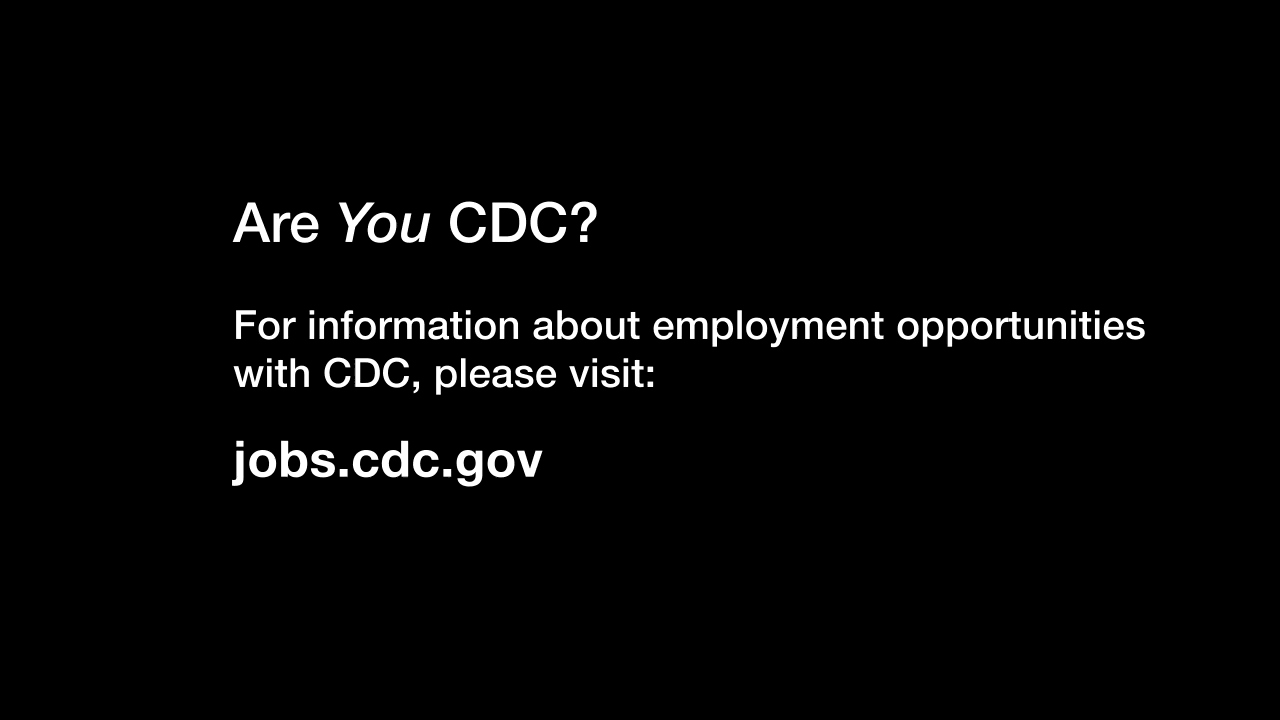 Are You CDC?
For information about employment opportunities
with CDC, please visit:
jobs.cdc.gov